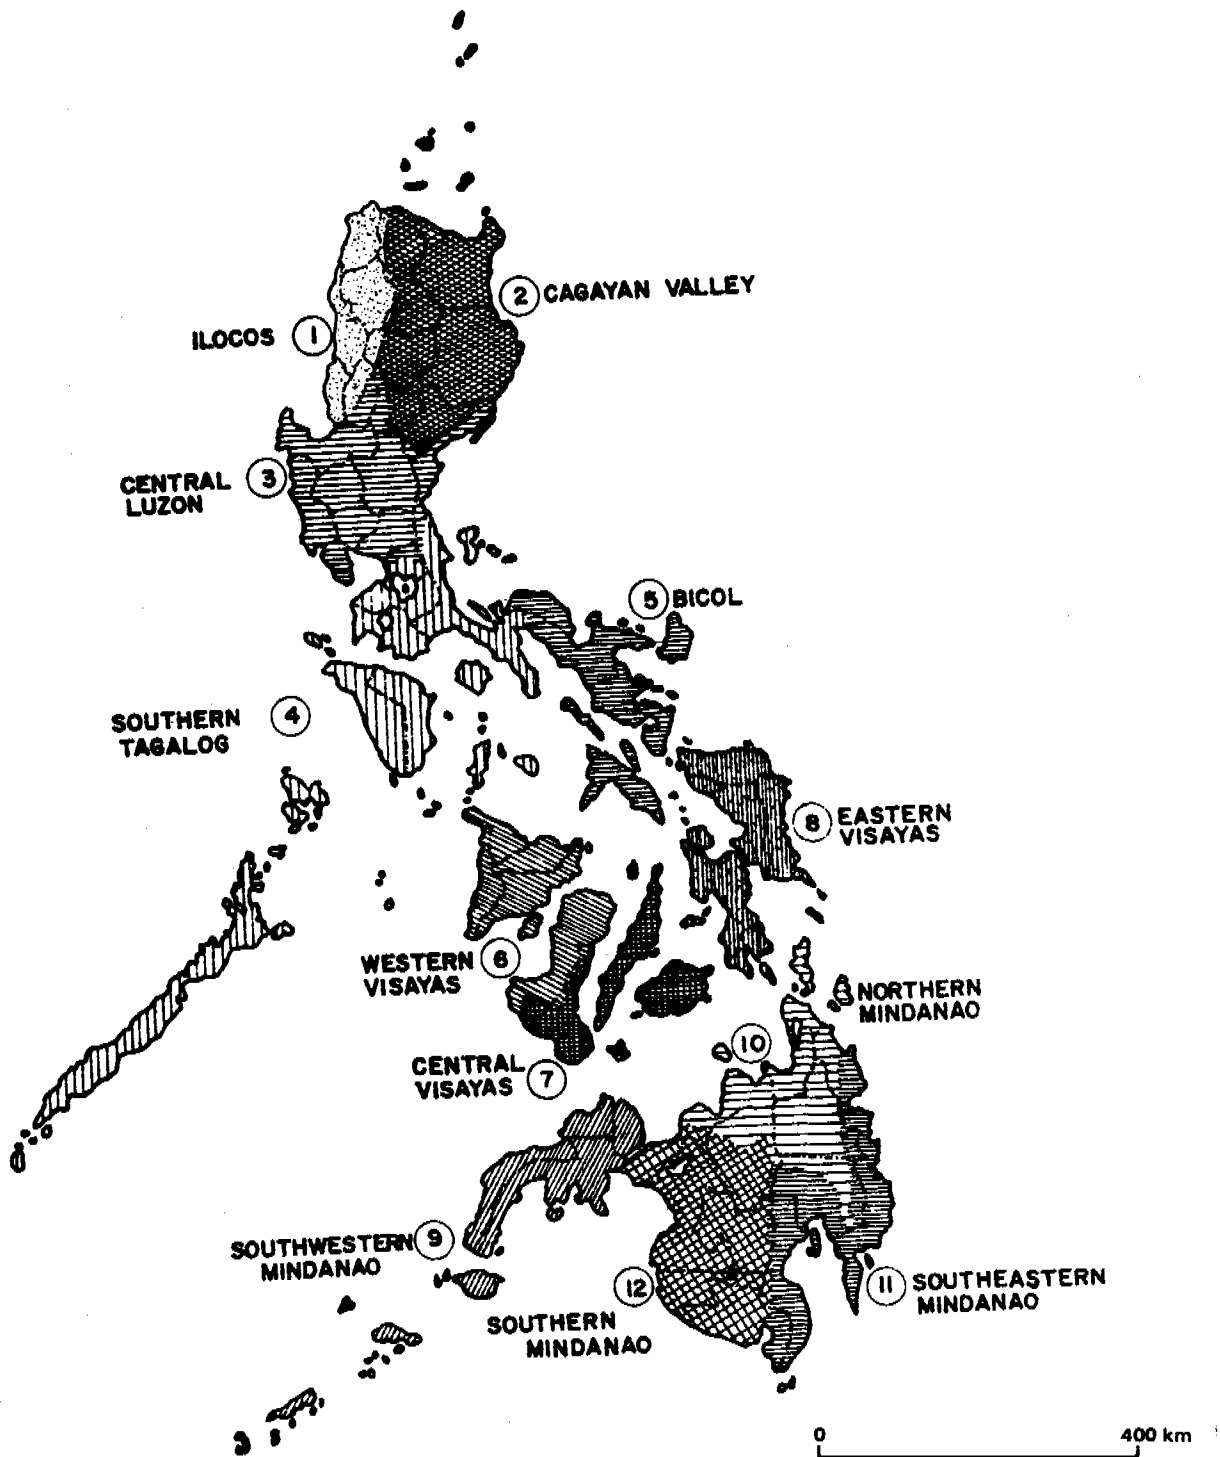 2 CAGAYAN VALLEY
ILOCOS 1
CENTRAL 3
LUZON
5 BICOL
SOUTHERN 4
TAGALOG
8 EASTERN
VISAYAS
WESTERN 6
VISAYAS
NORTHERN
MINDANAO
10
CENTRAL
VISAYAS 7
SOUTHWESTERN 9
MINDANAO
12
11 SOUTHEASTERN
MINDANAO
SOUTHERN
MINDANAO
0 400 km